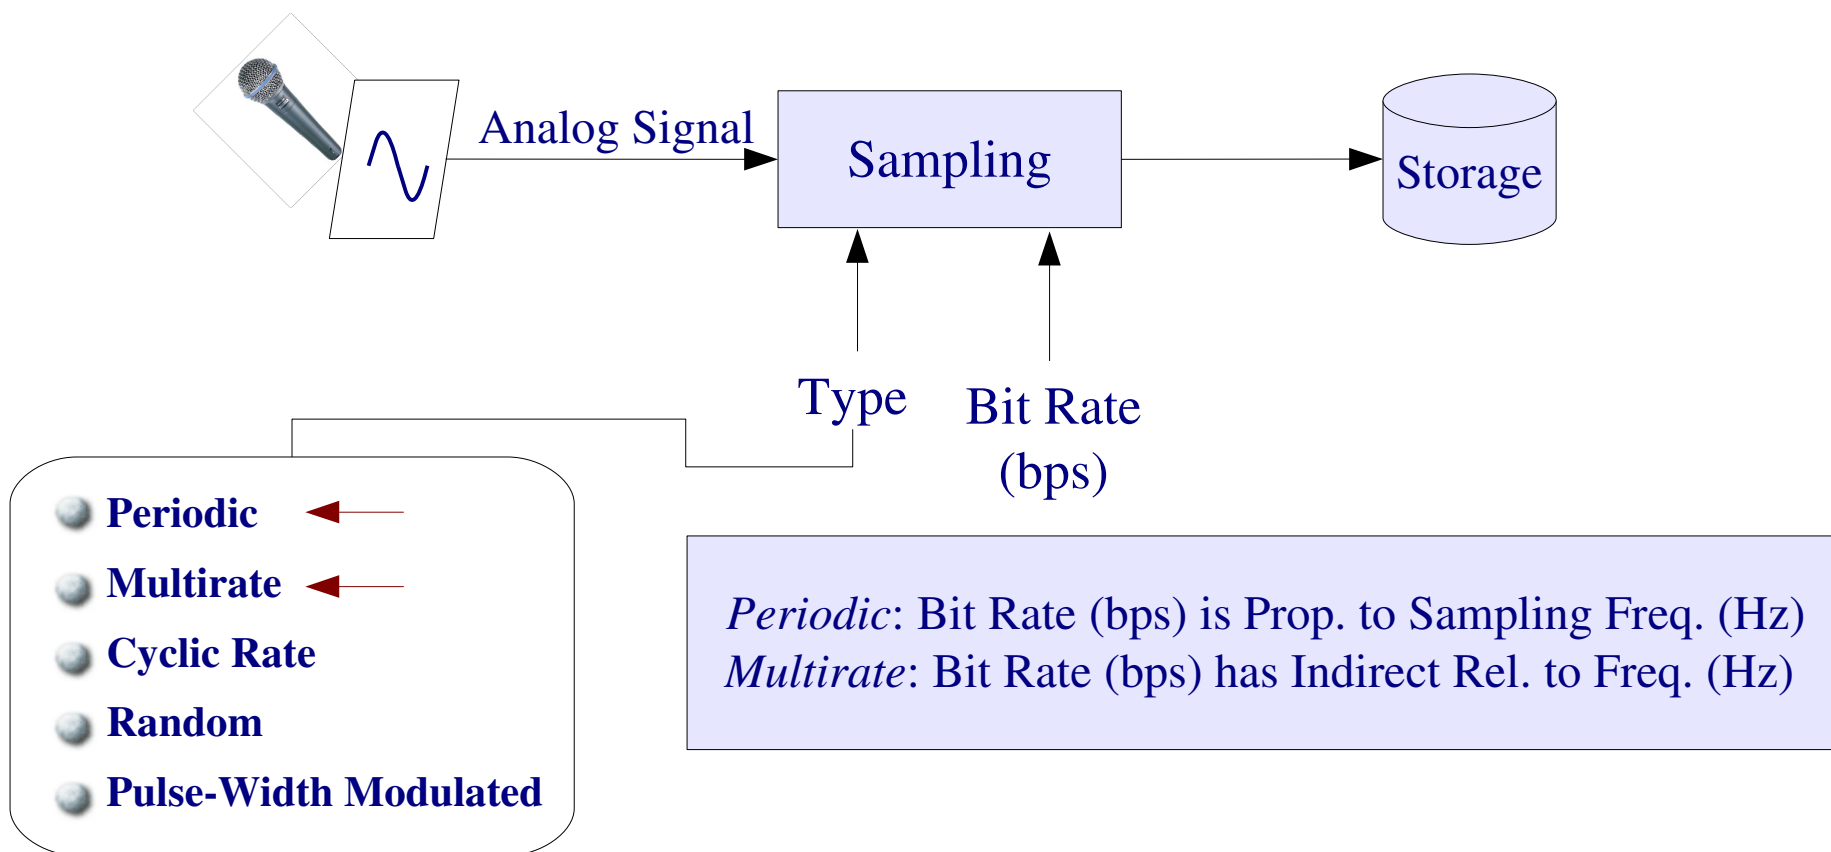 Analog Signal
Sampling
Storage
Type
Bit Rate
(bps)
Periodic
Multirate
Cyclic Rate
Random
Pulse-Width Modulated
Periodic: Bit Rate (bps) is Prop. to Sampling Freq. (Hz)
Multirate: Bit Rate (bps) has Indirect Rel. to Freq. (Hz)